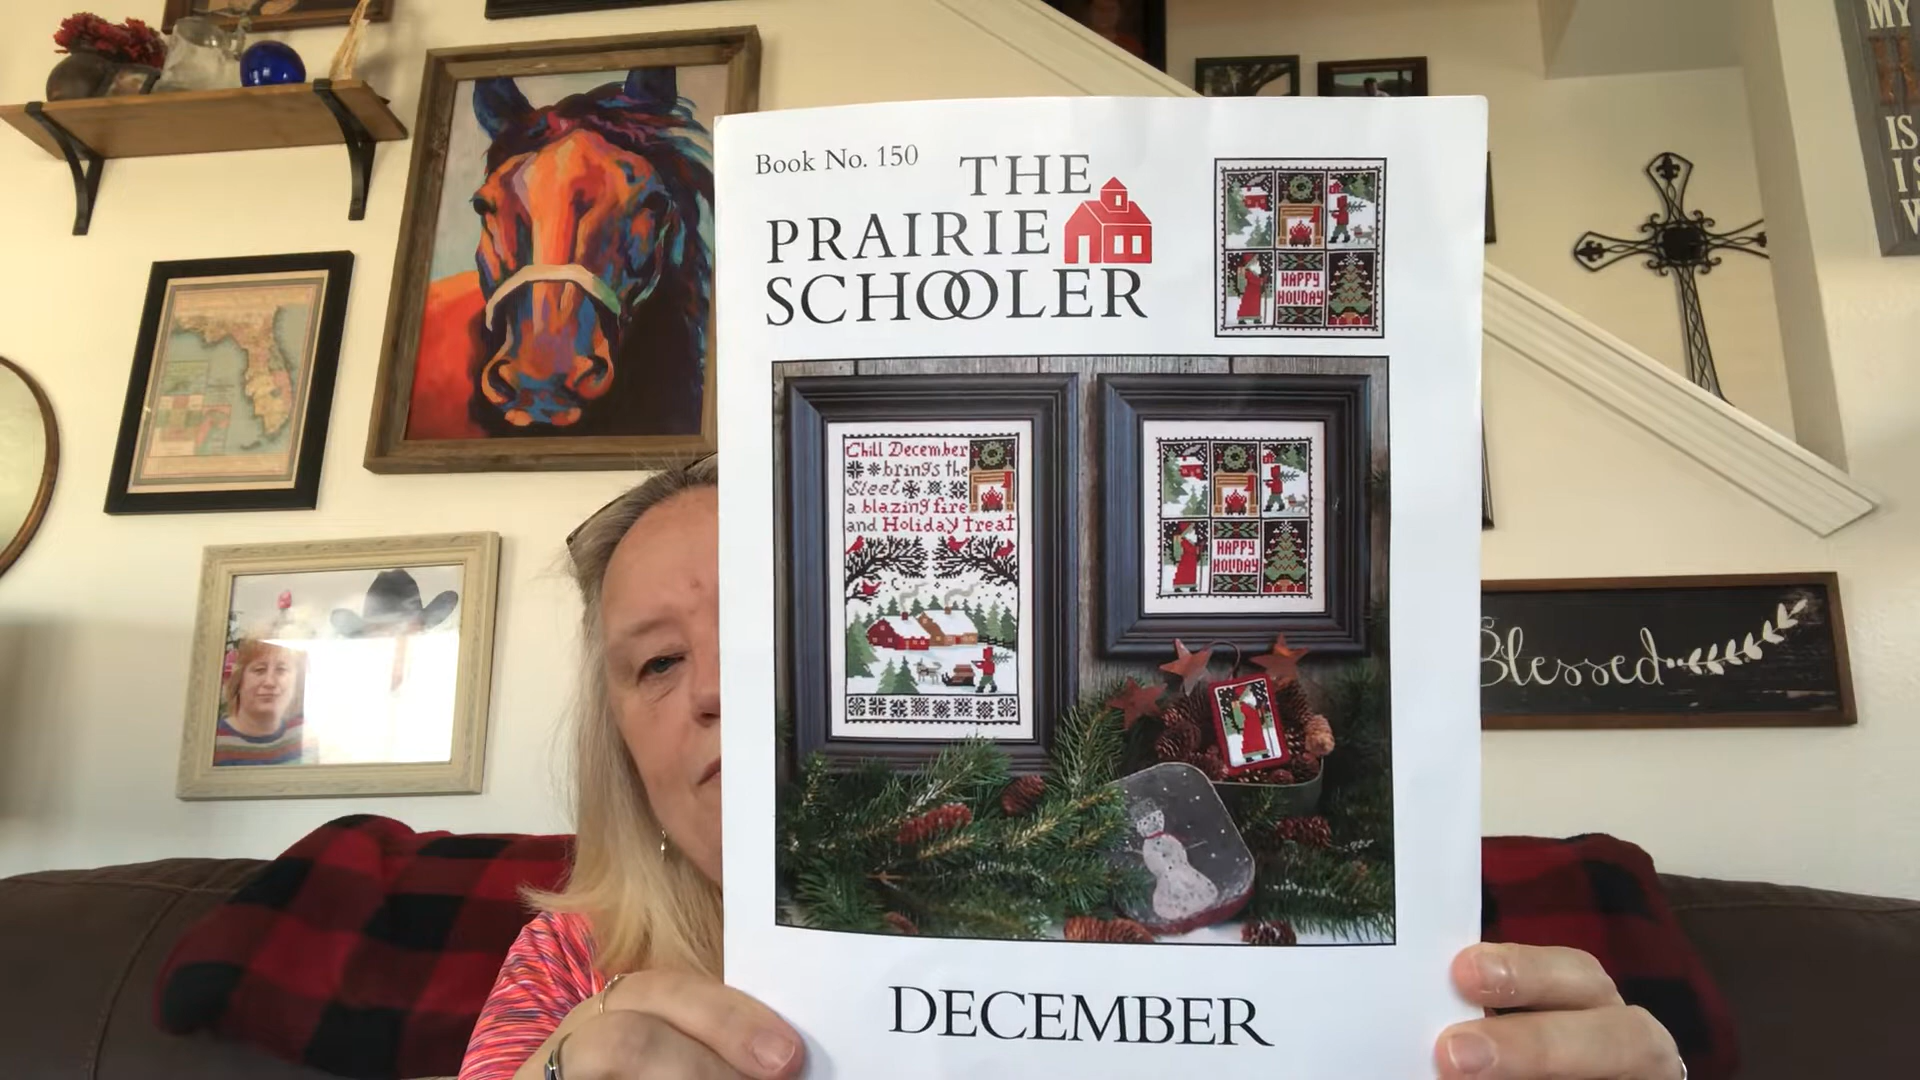 Book No. 150
THE
PRAIRIE
SCHOOLER
HAPPY
HOLIDAY
Chill December
brings the
Sleet
a blazing fire
and Holiday treat
HAPPY
HOLIDAY
DECEMBER
Blessed
MY
IS